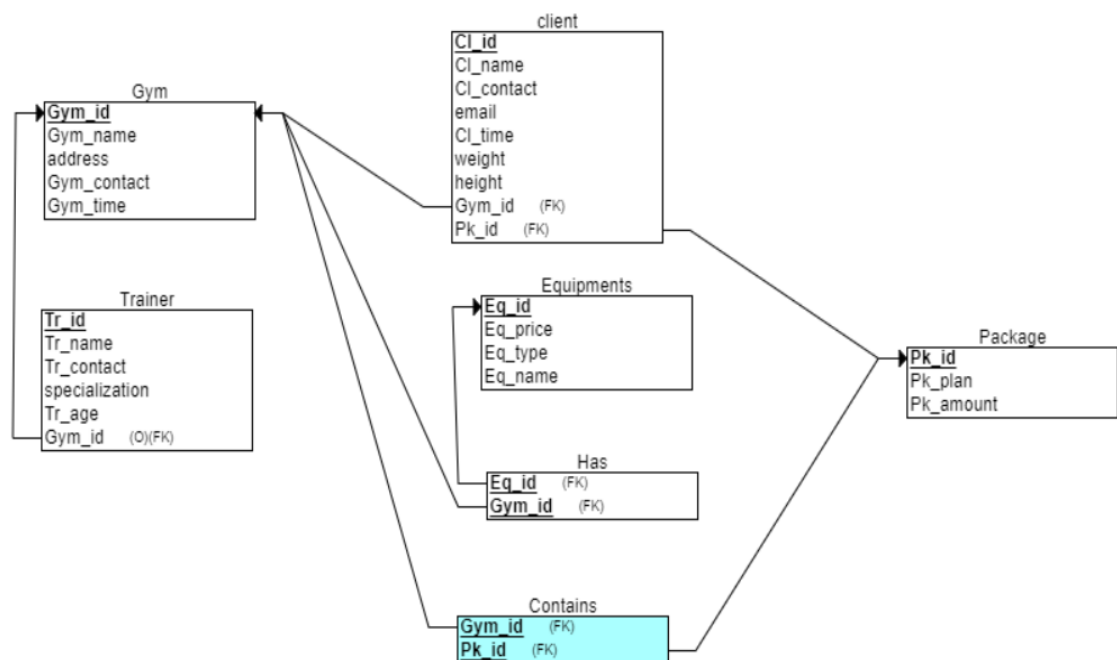 client
Cl_id
Cl_name
Cl_contact
email
Cl_time
weight
height
Gym_id (FK)
Pk_id (FK)
Gym
Gym_id
Gym_name
address
Gym_contact
Gym_time
Trainer
Tr_id
Tr_name
Tr_contact
specialization
Tr_age
Gym_id (O)(FK)
Equipments
Eq_id
Eq_price
Eq_type
Eq_name
Package
Pk_id
Pk_plan
Pk_amount
Has
Eq_id (FK)
Gym_id (FK)
Contains
Gym_id (FK)
Pk_id (FK)